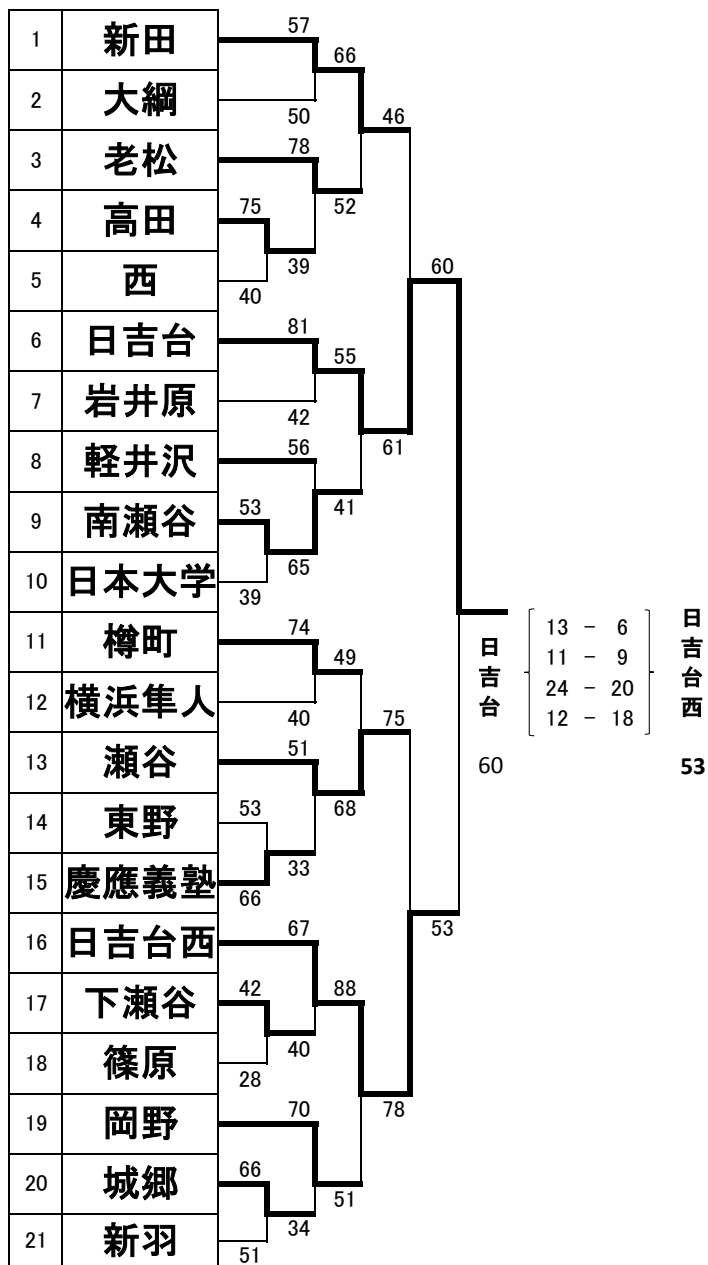 1 新田
2 大綱
3 老松
4 高田
5 西
6 日吉台
7 岩井原
8 軽井沢
9 南瀬谷
10 日本大学
11 樽町
12 横浜隼人
13 瀬谷
14 東野
15 慶應義塾
16 日吉台西
17 下瀬谷
18 篠原
19 岡野
20 城郷
21 新羽
57
50
78
75
40
39
81
42
56
53
39
65
74
40
51
53
66
33
67
42
28
40
70
66
51
34
66
52
55
41
49
68
88
51
46
61
75
78
60
53
日吉台
60
13 − 6
11 − 9
24 − 20
12 − 18
日吉台西
53